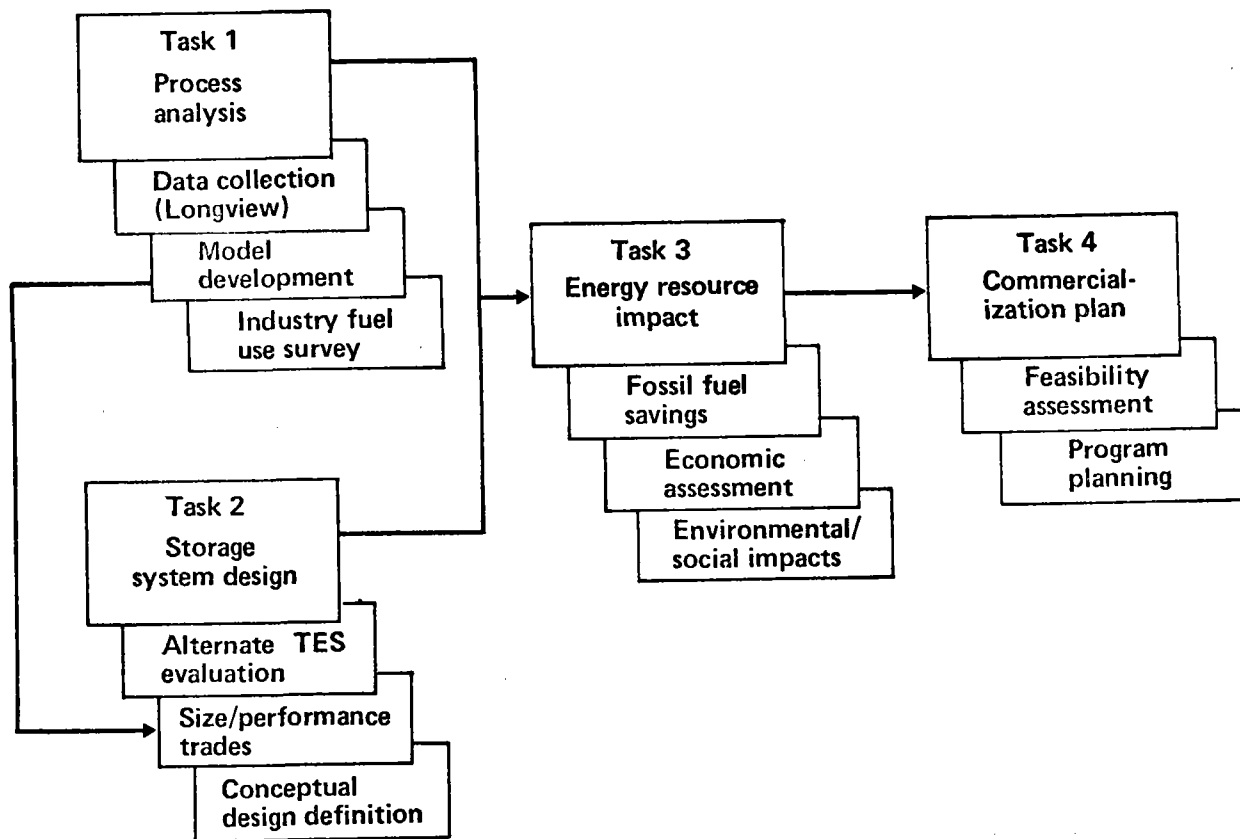 Task 1
Process
analysis
Data collection
(Longview)
Model
development
Industry fuel
use survey
Task 2
Storage
system design
Alternate TES
evaluation
Size/performance
trades
Conceptual
design definition
Task 3
Energy resource
impact
Fossil fuel
savings
Economic
assessment
Environmental/
social impacts
Task 4
Commercial-
ization plan
Feasibility
assessment
Program
planning